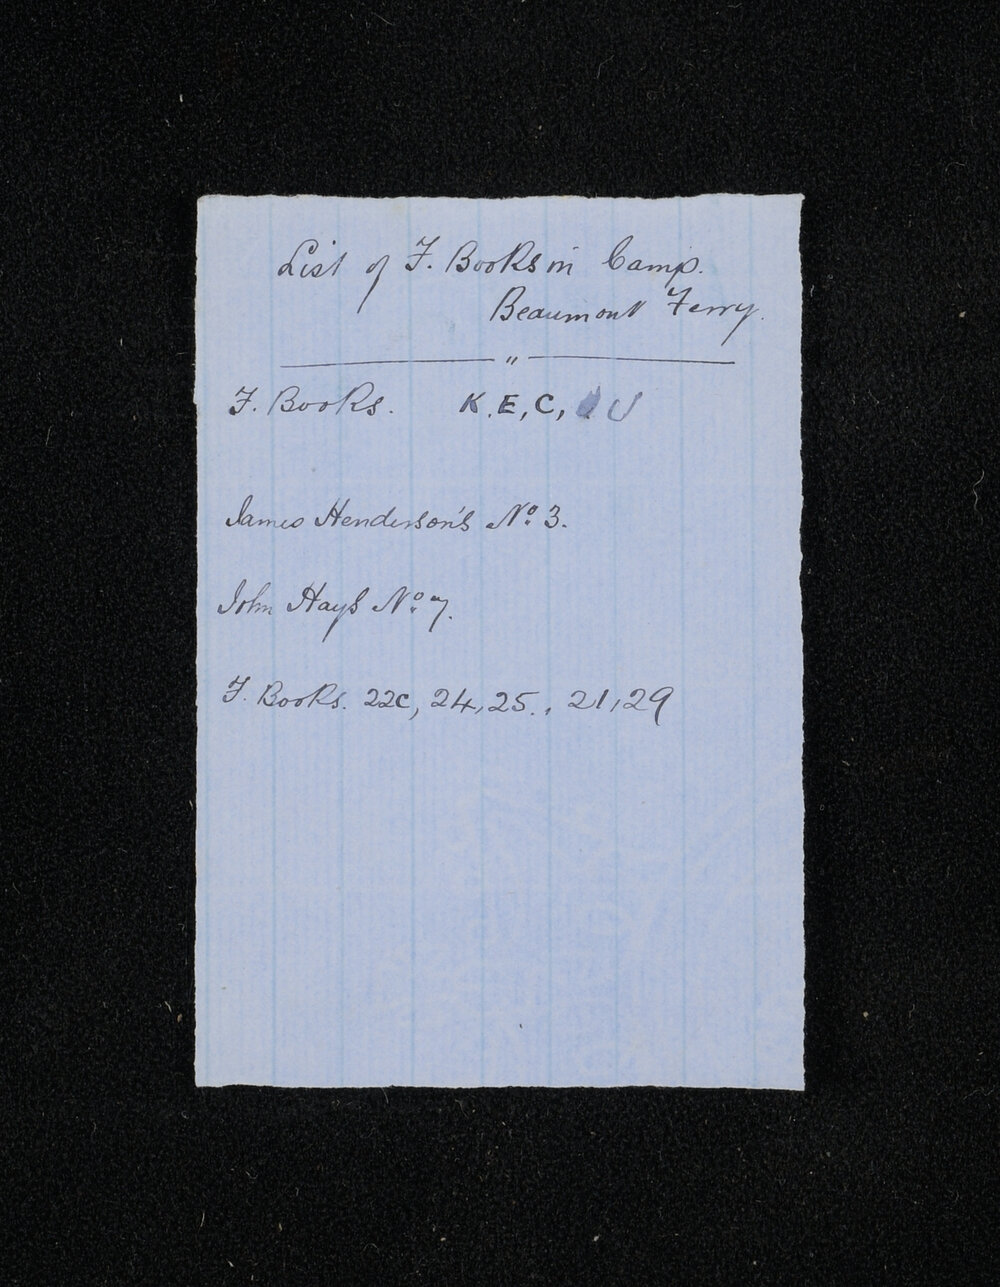 List of F. Books in Camp.
Beaumont Ferry.
"
F. Books. K. E, C,
James Henderson's No. 3.
John Hays No. 7.
F. Books. 22c, 24, 25., 21, 29